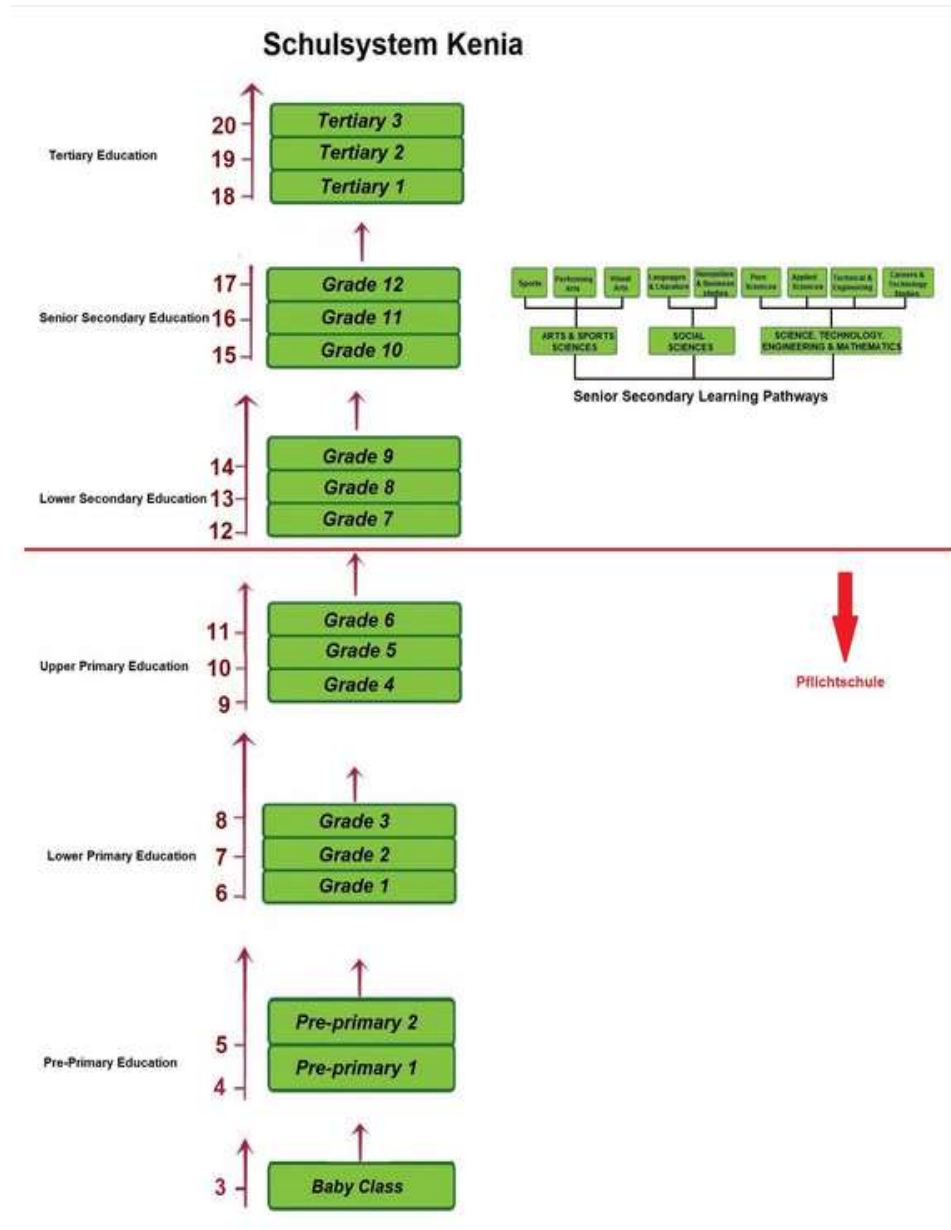 Schulsystem Kenia
20
Tertiary 3
Tertiary Education
19
Tertiary 2
18
Tertiary 1
17
Grade 12
Senior Secondary Education
16
Grade 11
15
Grade 10
Sports
Performing
Arts
Visual
Arts
Languages
& Literature
Humanities
& Business
studies
Pure
Sciences
Applied
Sciences
Technical &
Engineering
Careers &
Technology
Studies
ARTS & SPORTS
SCIENCES
SOCIAL
SCIENCES
SCIENCE, TECHNOLOGY,
ENGINEERING & MATHEMATICS
Senior Secondary Learning Pathways
14
Grade 9
Lower Secondary Education
13
Grade 8
12
Grade 7
11
Grade 6
Upper Primary Education
10
Grade 5
9
Grade 4
Pflichtschule
8
Grade 3
Lower Primary Education
7
Grade 2
6
Grade 1
Pre-primary 2
5
Pre-Primary Education
Pre-primary 1
4
3
Baby Class